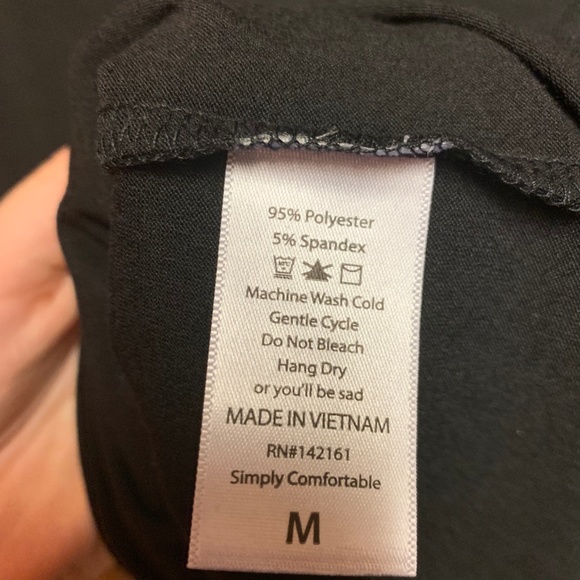 95% Polyester
5% Spandex
Machine Wash Cold
Gentle Cycle
Do Not Bleach
Hang Dry
or you'll be sad
MADE IN VIETNAM
RN#142161
Simply Comfortable
M